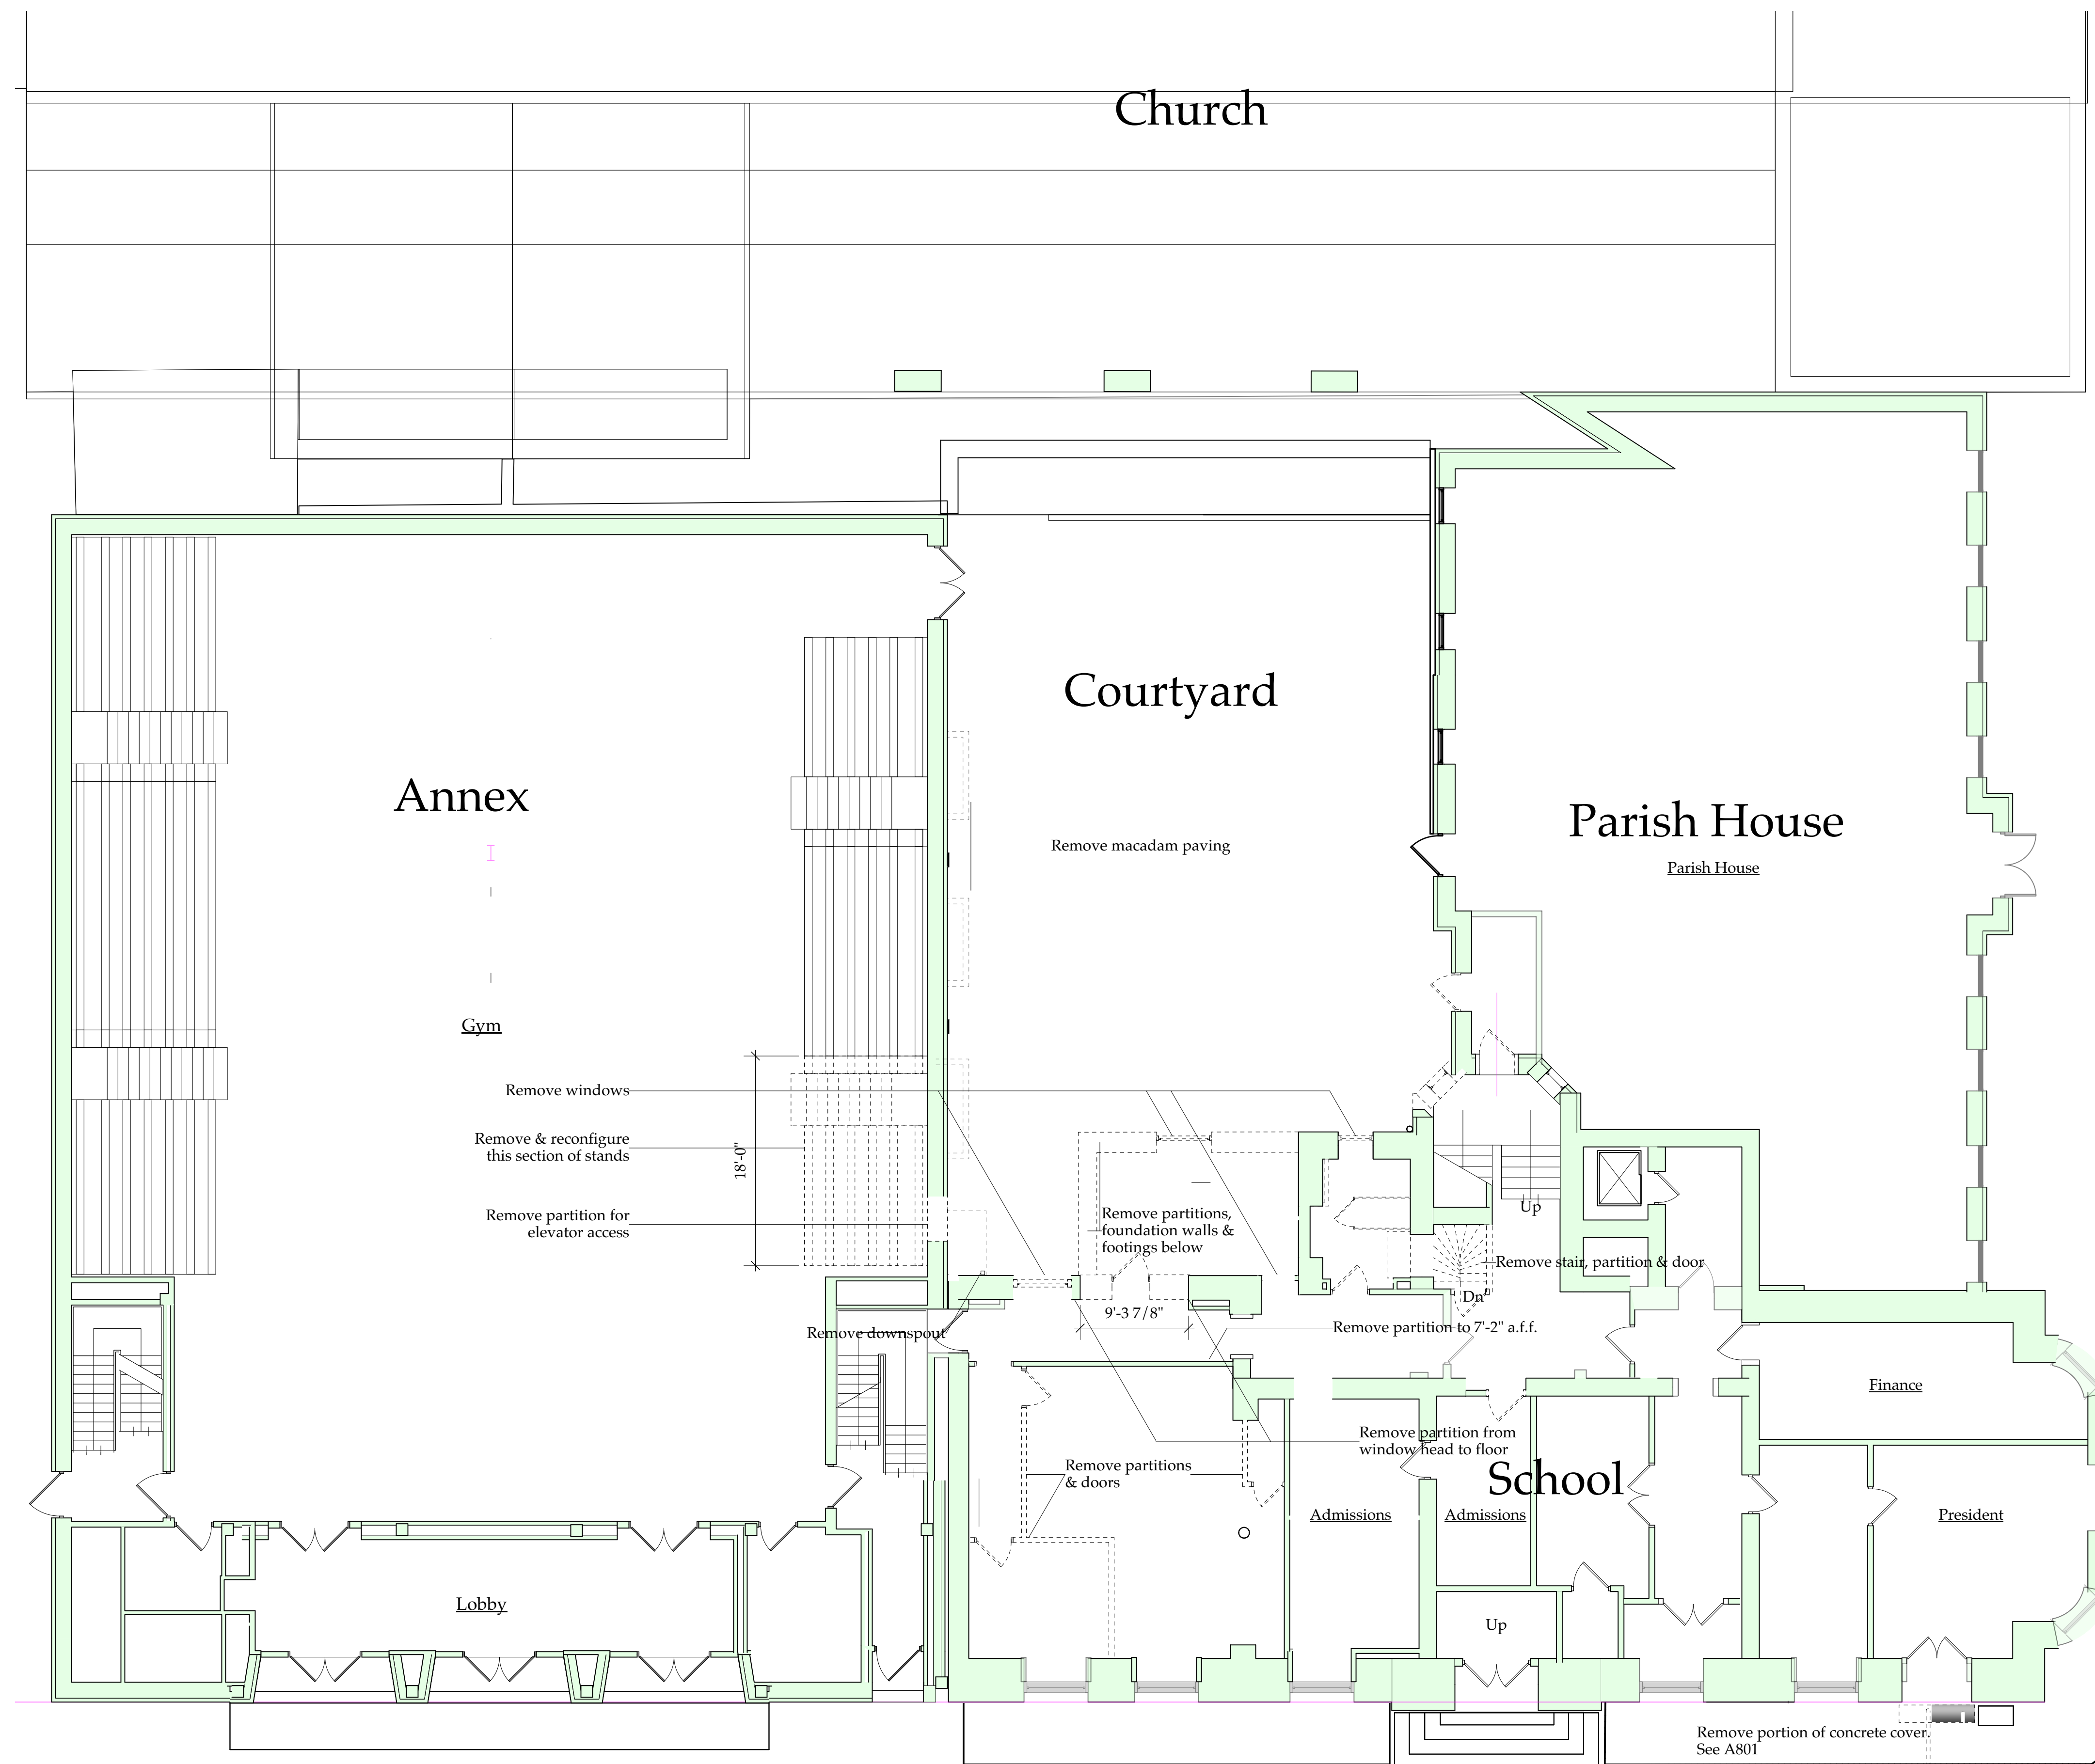 Church
Courtyard
Annex
Parish House
Remove macadam paving
Parish House
Gym
Remove windows
Remove & reconfigure
this section of stands
18'-0"
Remove partition for
elevator access
Remove partitions,
foundation walls &
footings below
Up
Remove stair, partition & door
Dn
9'-3 7/8"
Remove downspout
Remove partition to 7'-2" a.f.f.
Finance
Remove partition from
window head to floor
Remove partitions
& doors
School
Admissions
Admissions
President
Lobby
Up
Remove portion of concrete cover.
See A801